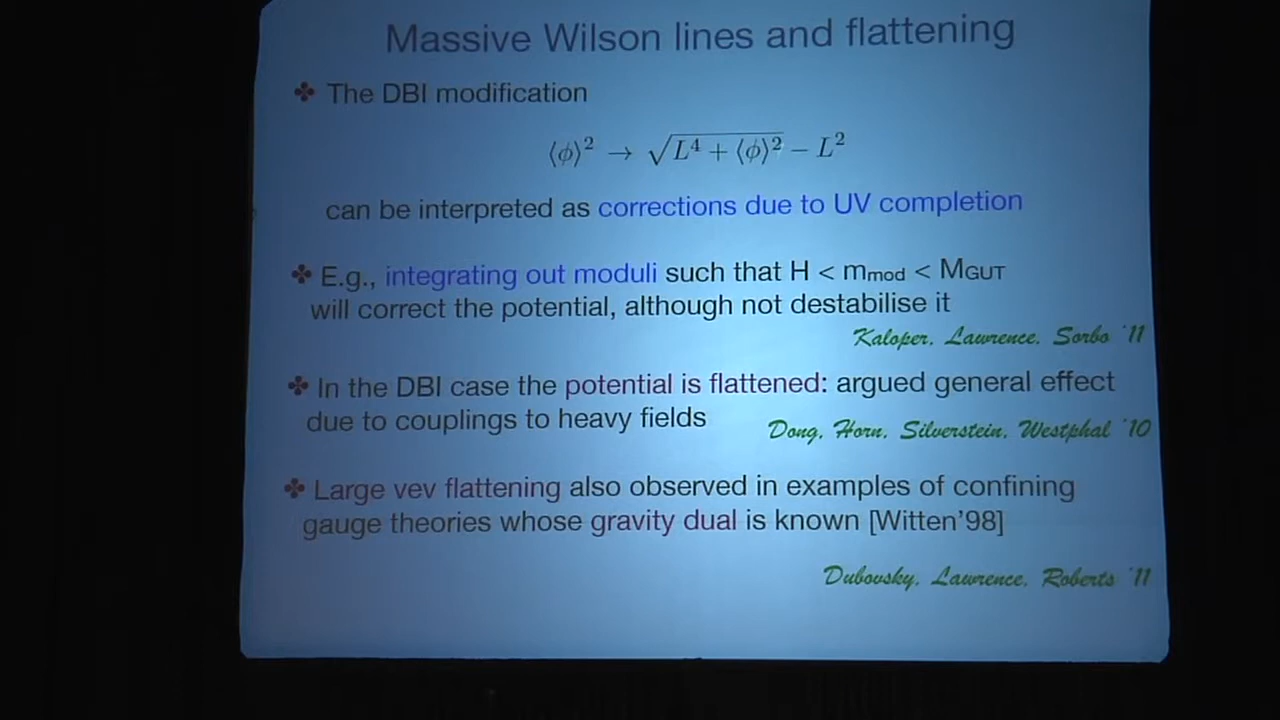 Massive Wilson lines and flattening
✤ The DBI modification
⟨ϕ⟩² → √(L⁴ + ⟨ϕ⟩²) − L²
can be interpreted as corrections due to UV completion
✤ E.g., integrating out moduli such that H < mmod < MGUT
will correct the potential, although not destabilise it
Kaloper, Lawrence, Sorbo '11
✤ In the DBI case the potential is flattened: argued general effect
due to couplings to heavy fields
Dong, Horn, Silverstein, Westphal '10
✤ Large vev flattening also observed in examples of confining
gauge theories whose gravity dual is known [Witten'98]
Dubovsky, Lawrence, Roberts '11